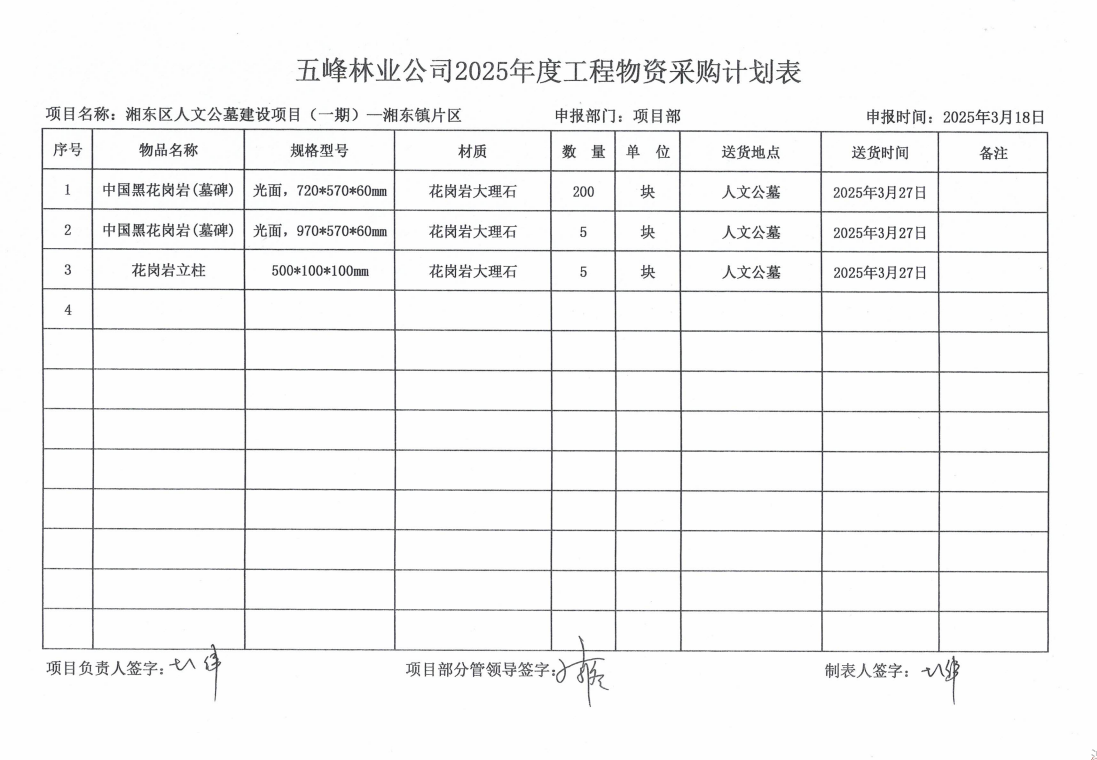 五峰林业公司2025年度工程物资采购计划表
项目名称：湘东区人文公墓建设项目（一期）—湘东镇片区 申报部门：项目部 申报时间：2025年3月18日
序号 物品名称 规格型号 材质 数 量 单 位 送货地点 送货时间 备注
1 中国黑花岗岩(墓碑) 光面，720*570*60mm 花岗岩大理石 200 块 人文公墓 2025年3月27日
2 中国黑花岗岩(墓碑) 光面，970*570*60mm 花岗岩大理石 5 块 人文公墓 2025年3月27日
3 花岗岩立柱 500*100*100mm 花岗岩大理石 5 块 人文公墓 2025年3月27日
4
项目负责人签字： 项目部分管领导签字： 制表人签字：